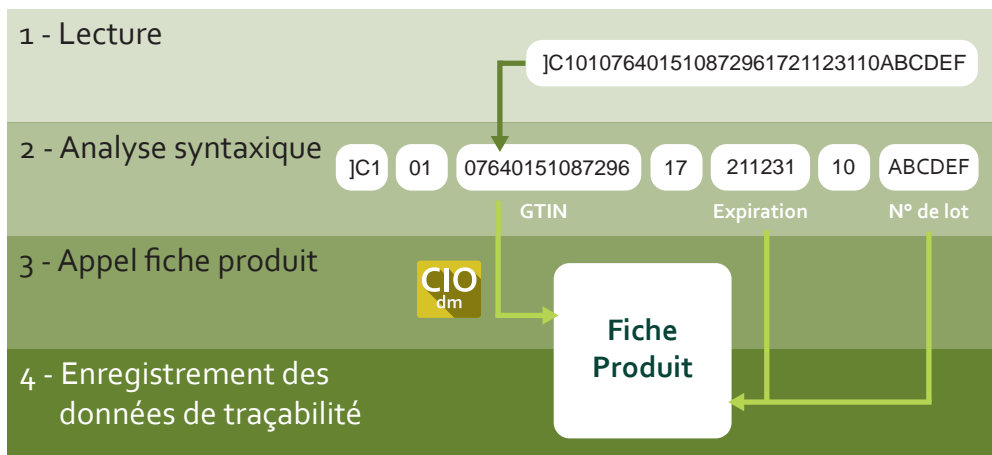 1 - Lecture
]C101076401510872961721123110ABCDEF
2 - Analyse syntaxique
]C1 01 07640151087296 17 211231 10 ABCDEF
GTIN Expiration N° de lot
3 - Appel fiche produit
CIO
dm
Fiche
Produit
4 - Enregistrement des
données de traçabilité